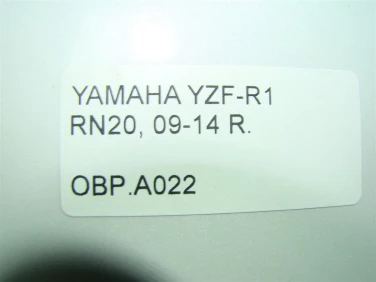 YAMAHA YZF-R1
RN20, 09-14 R.
OBP.A022